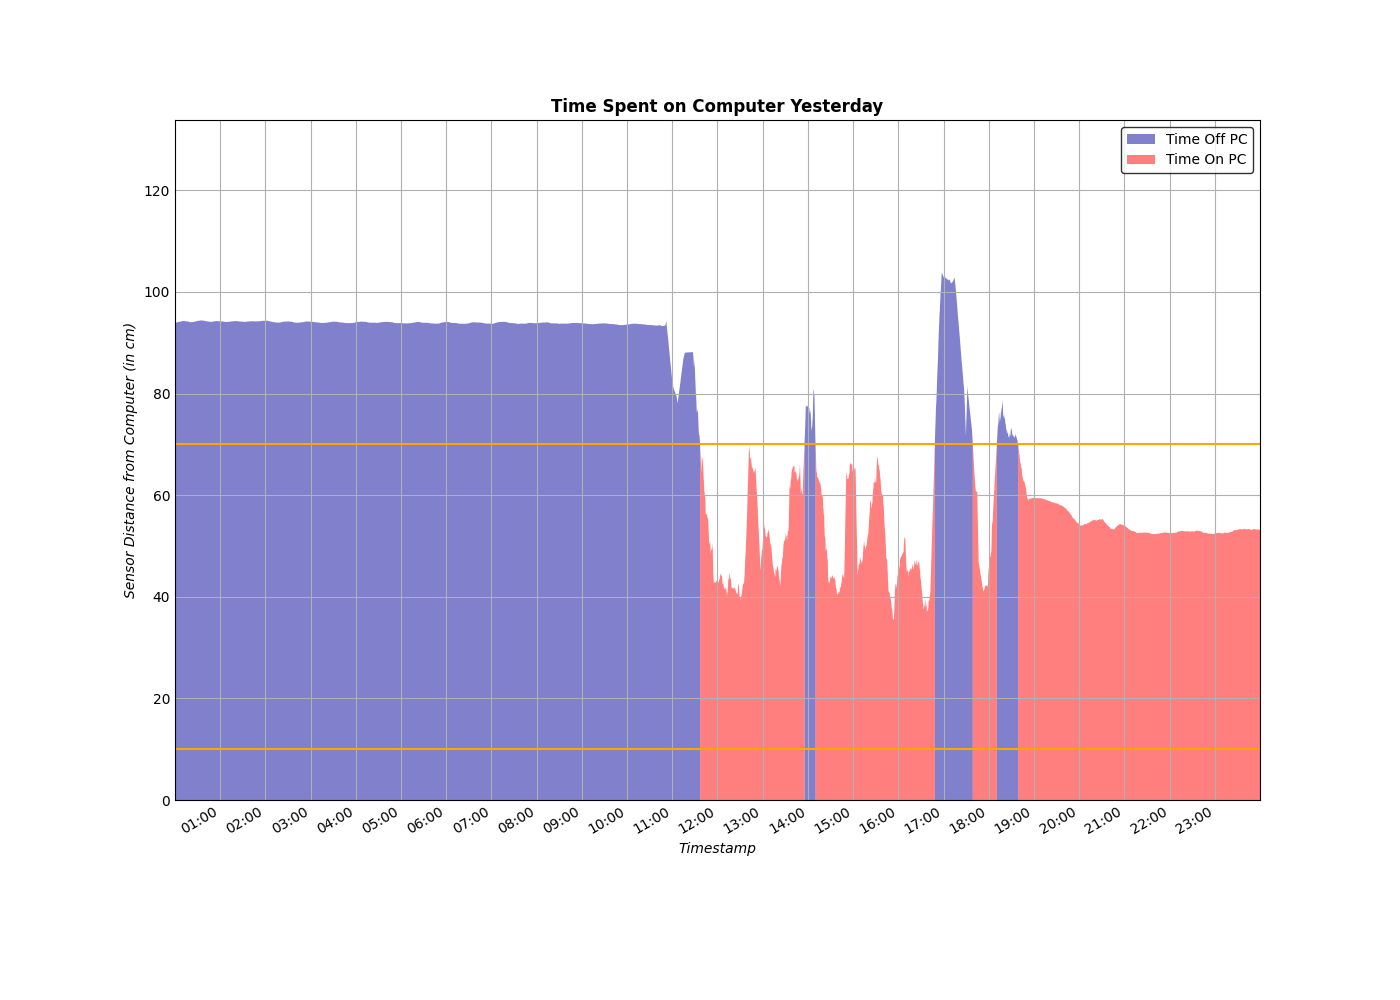 Time Spent on Computer Yesterday
Time Off PC
Time On PC
Sensor Distance from Computer (in cm)
120
100
80
60
40
20
0
01:00 02:00 03:00 04:00 05:00 06:00 07:00 08:00 09:00 10:00 11:00 12:00 13:00 14:00 15:00 16:00 17:00 18:00 19:00 20:00 21:00 22:00 23:00
Timestamp